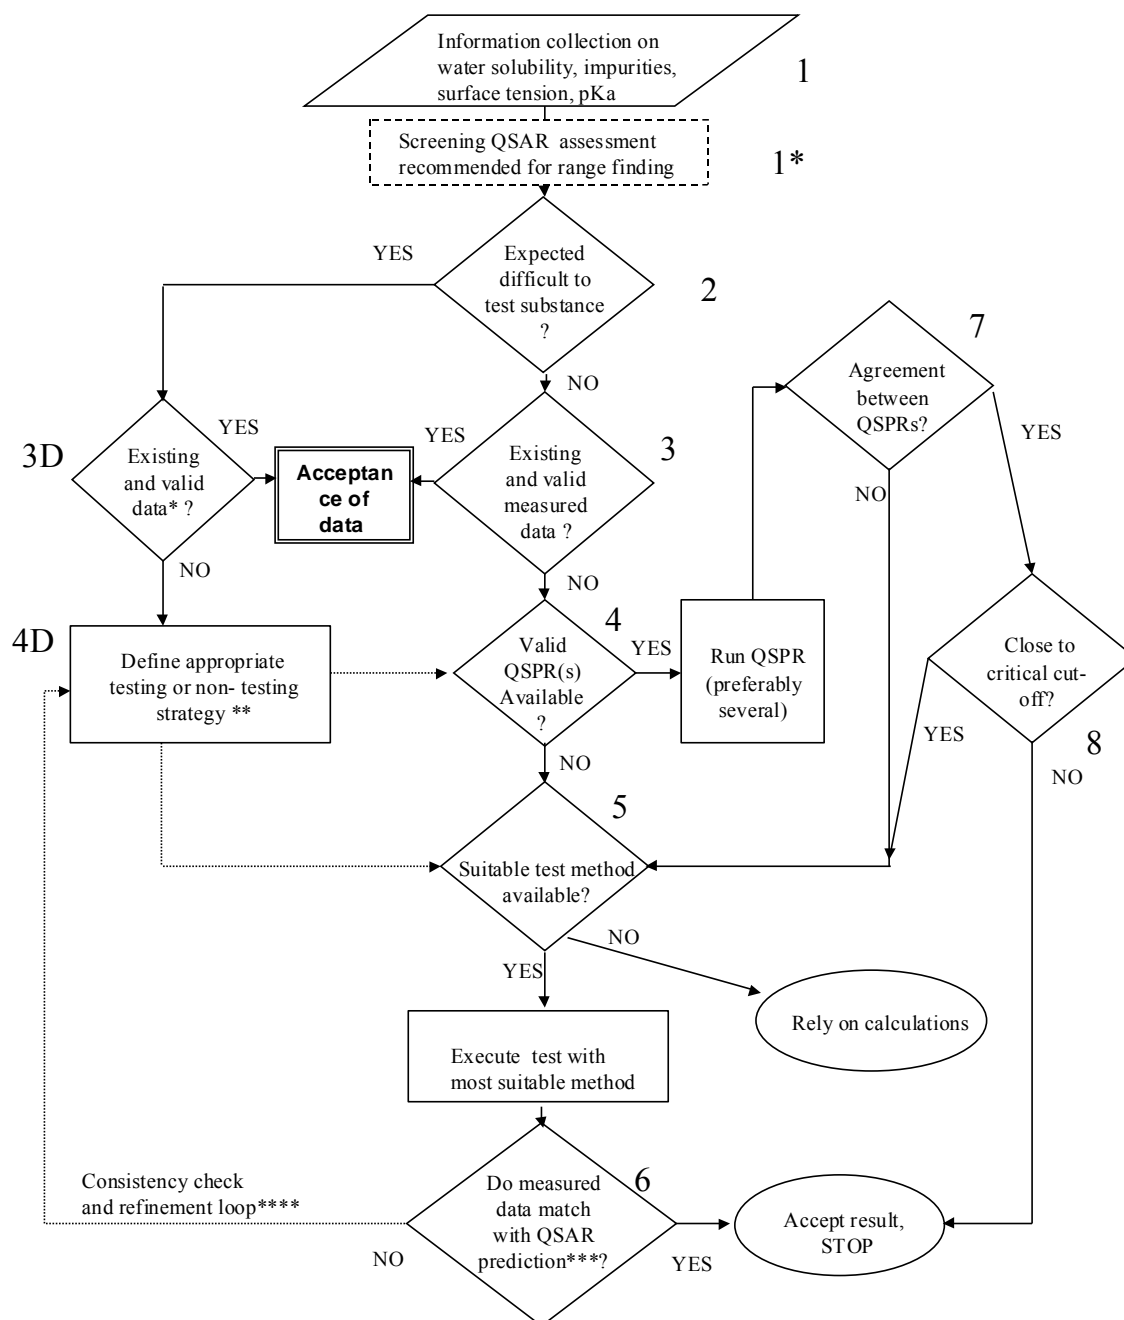 Information collection on
water solubility, impurities,
surface tension, pKa
1
Screening QSAR assessment
recommended for range finding
1*
YES
Expected
difficult to
test substance
?
2
NO
7
Agreement
between
QSPRs?
YES
NO
3D
Existing
and valid
data* ?
YES
Acceptan
ce of
data
YES
Existing
and valid
measured
data ?
3
NO
NO
4D
Define appropriate
testing or non- testing
strategy **
Valid
QSPR(s)
Available
?
4
YES
Run QSPR
(preferably
several)
Close to
critical cut-
off?
8
YES
NO
NO
5
Suitable test method
available?
NO
YES
Rely on calculations
Execute test with
most suitable method
Consistency check
and refinement loop****
6
Do measured
data match
with QSAR
prediction***?
NO
YES
Accept result,
STOP